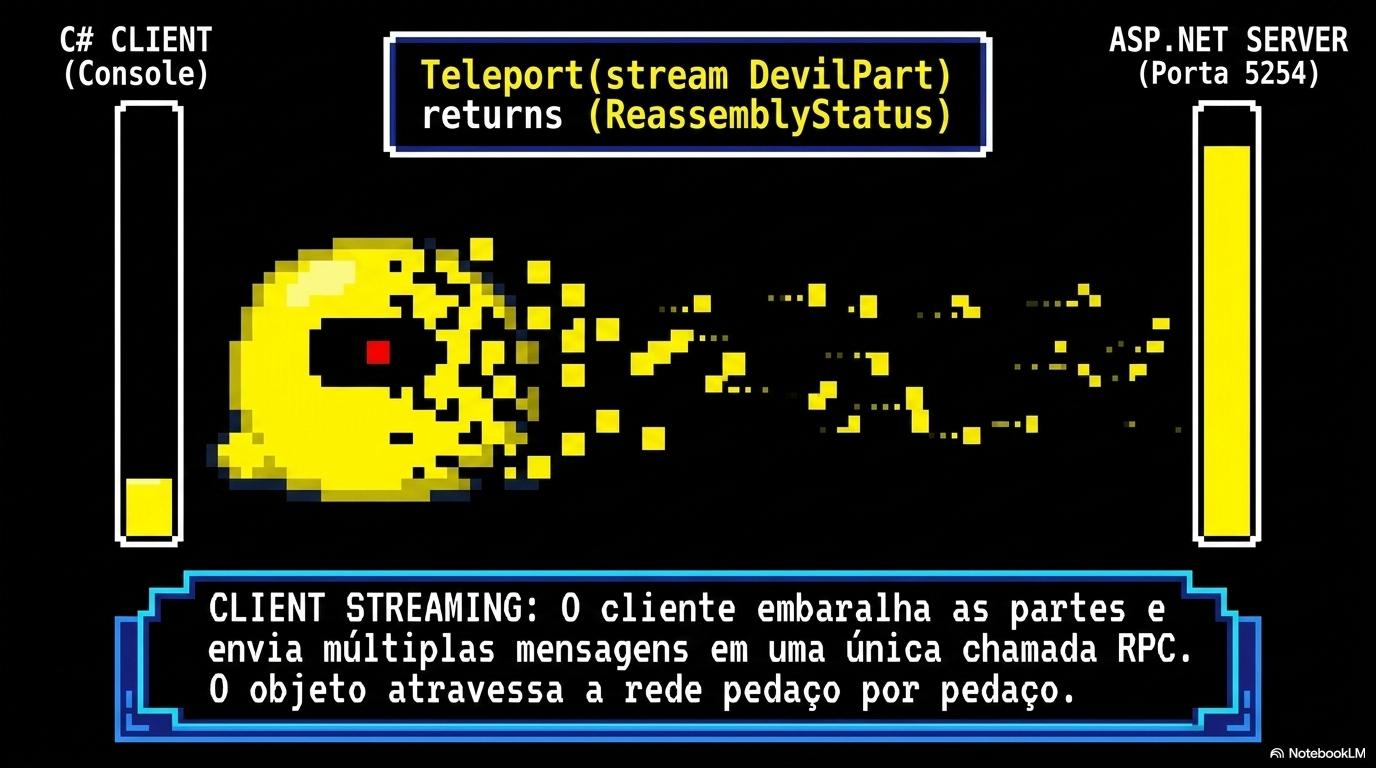 C# CLIENT
(Console)
Teleport(stream DevilPart)
returns (ReassemblyStatus)
ASP.NET SERVER
(Porta 5254)
CLIENT STREAMING: O cliente embaralha as partes e
envia múltiplas mensagens em uma única chamada RPC.
O objeto atravessa a rede pedaço por pedaço.
NotebookLM